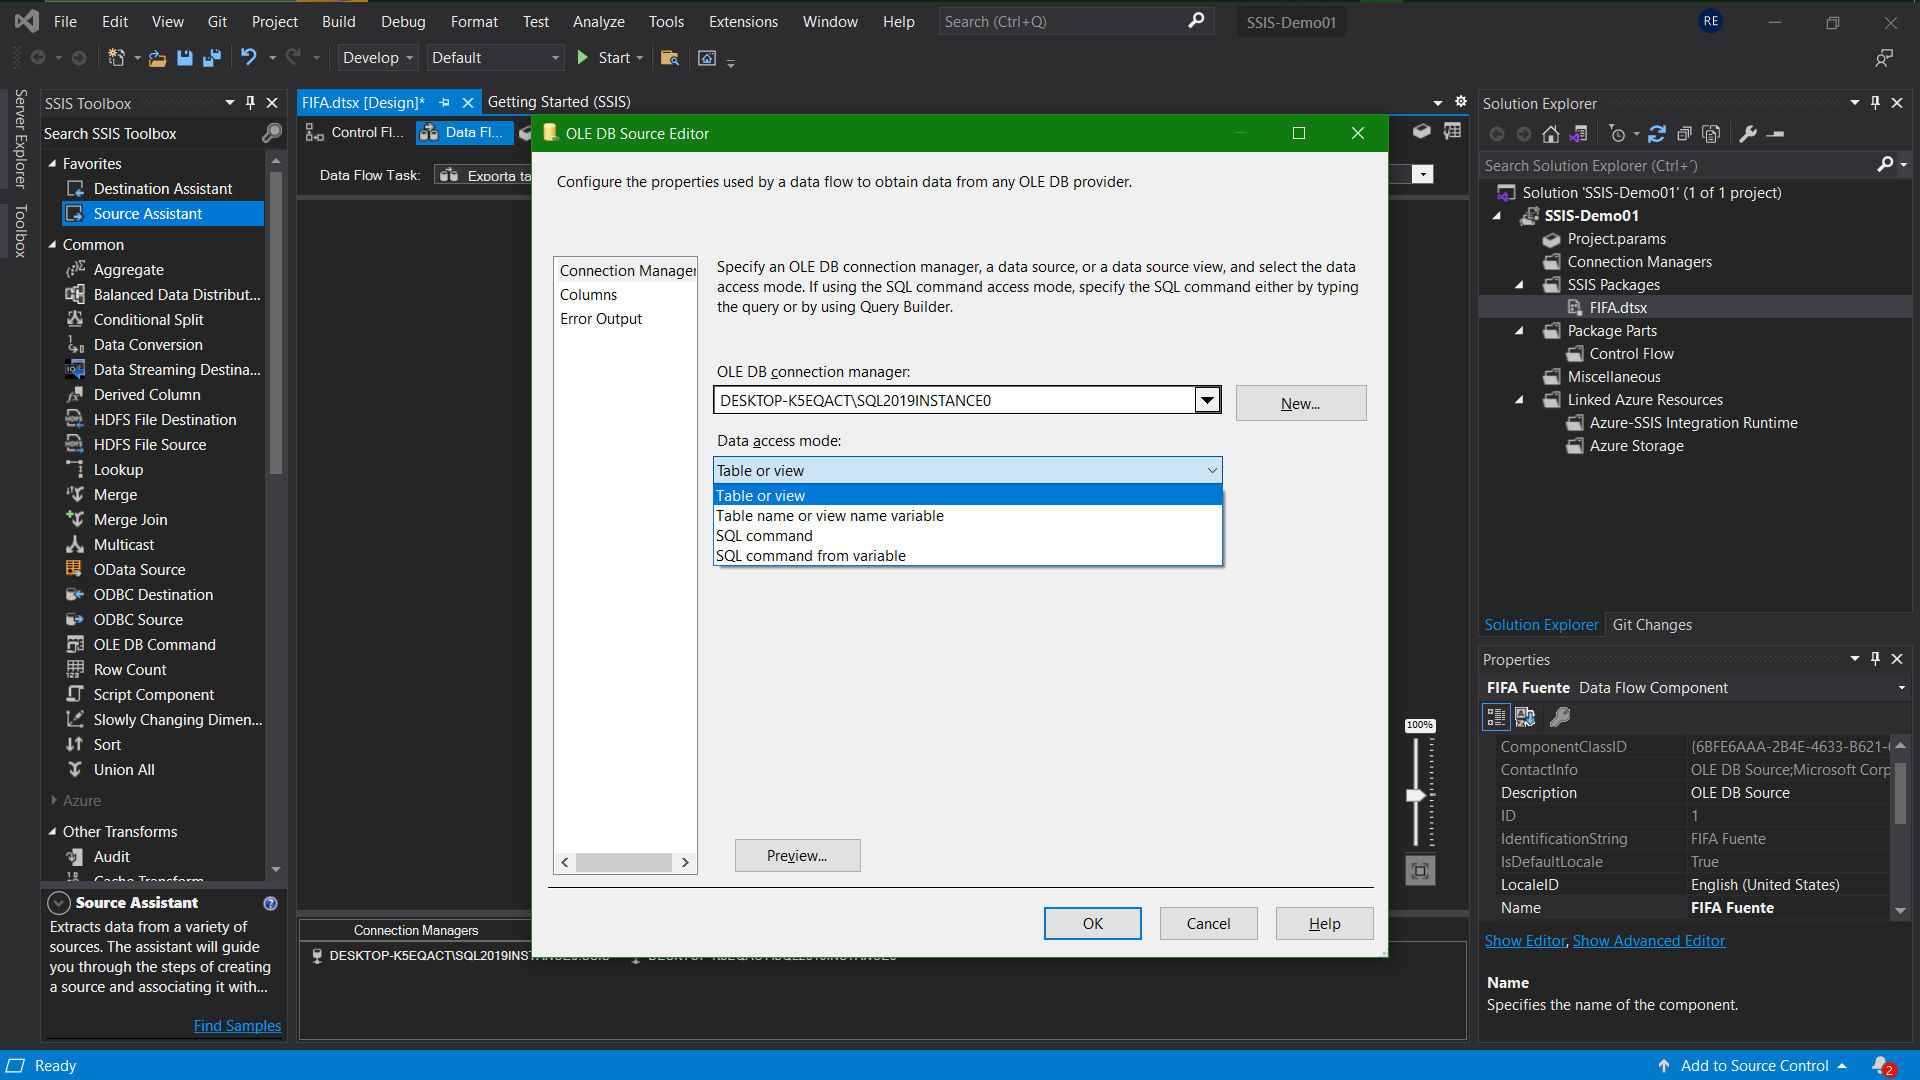 File Edit View Git Project Build Debug Format Test Analyze Tools Extensions Window Help Search (Ctrl+Q) SSIS-Demo01 RE
Develop Default Start
Server Explorer
Toolbox
SSIS Toolbox
Search SSIS Toolbox
Favorites
Destination Assistant
Source Assistant
Common
Aggregate
Balanced Data Distribut...
Conditional Split
Data Conversion
Data Streaming Destina...
Derived Column
HDFS File Destination
HDFS File Source
Lookup
Merge
Merge Join
Multicast
OData Source
ODBC Destination
ODBC Source
OLE DB Command
Row Count
Script Component
Slowly Changing Dimen...
Sort
Union All
Azure
Other Transforms
Audit
Cache Transform
Source Assistant
Extracts data from a variety of
sources. The assistant will guide
you through the steps of creating
a source and associating it with...
Find Samples
FIFA.dtsx [Design]* Getting Started (SSIS)
Control Fl... Data Fl...
Data Flow Task: Exporta ta
OLE DB Source Editor
Configure the properties used by a data flow to obtain data from any OLE DB provider.
Connection Manager
Columns
Error Output
Specify an OLE DB connection manager, a data source, or a data source view, and select the data
access mode. If using the SQL command access mode, specify the SQL command either by typing
the query or by using Query Builder.
OLE DB connection manager:
DESKTOP-K5EQACT\SQL2019INSTANCE0
New...
Data access mode:
Table or view
Table or view
Table name or view name variable
SQL command
SQL command from variable
Preview...
OK Cancel Help
100%
Connection Managers
DESKTOP-K5EQACT\SQL2019INSTANCE0.SSIS DESKTOP-K5EQACT\SQL2019INSTANCE0
Solution Explorer
Search Solution Explorer (Ctrl+´)
Solution 'SSIS-Demo01' (1 of 1 project)
SSIS-Demo01
Project.params
Connection Managers
SSIS Packages
FIFA.dtsx
Package Parts
Control Flow
Miscellaneous
Linked Azure Resources
Azure-SSIS Integration Runtime
Azure Storage
Solution Explorer Git Changes
Properties
FIFA Fuente Data Flow Component
ComponentClassID {6BFE6AAA-2B4E-4633-B621-
ContactInfo OLE DB Source;Microsoft Corp
Description OLE DB Source
ID 1
IdentificationString FIFA Fuente
IsDefaultLocale True
LocaleID English (United States)
Name FIFA Fuente
Show Editor, Show Advanced Editor
Name
Specifies the name of the component.
Ready
Add to Source Control 2